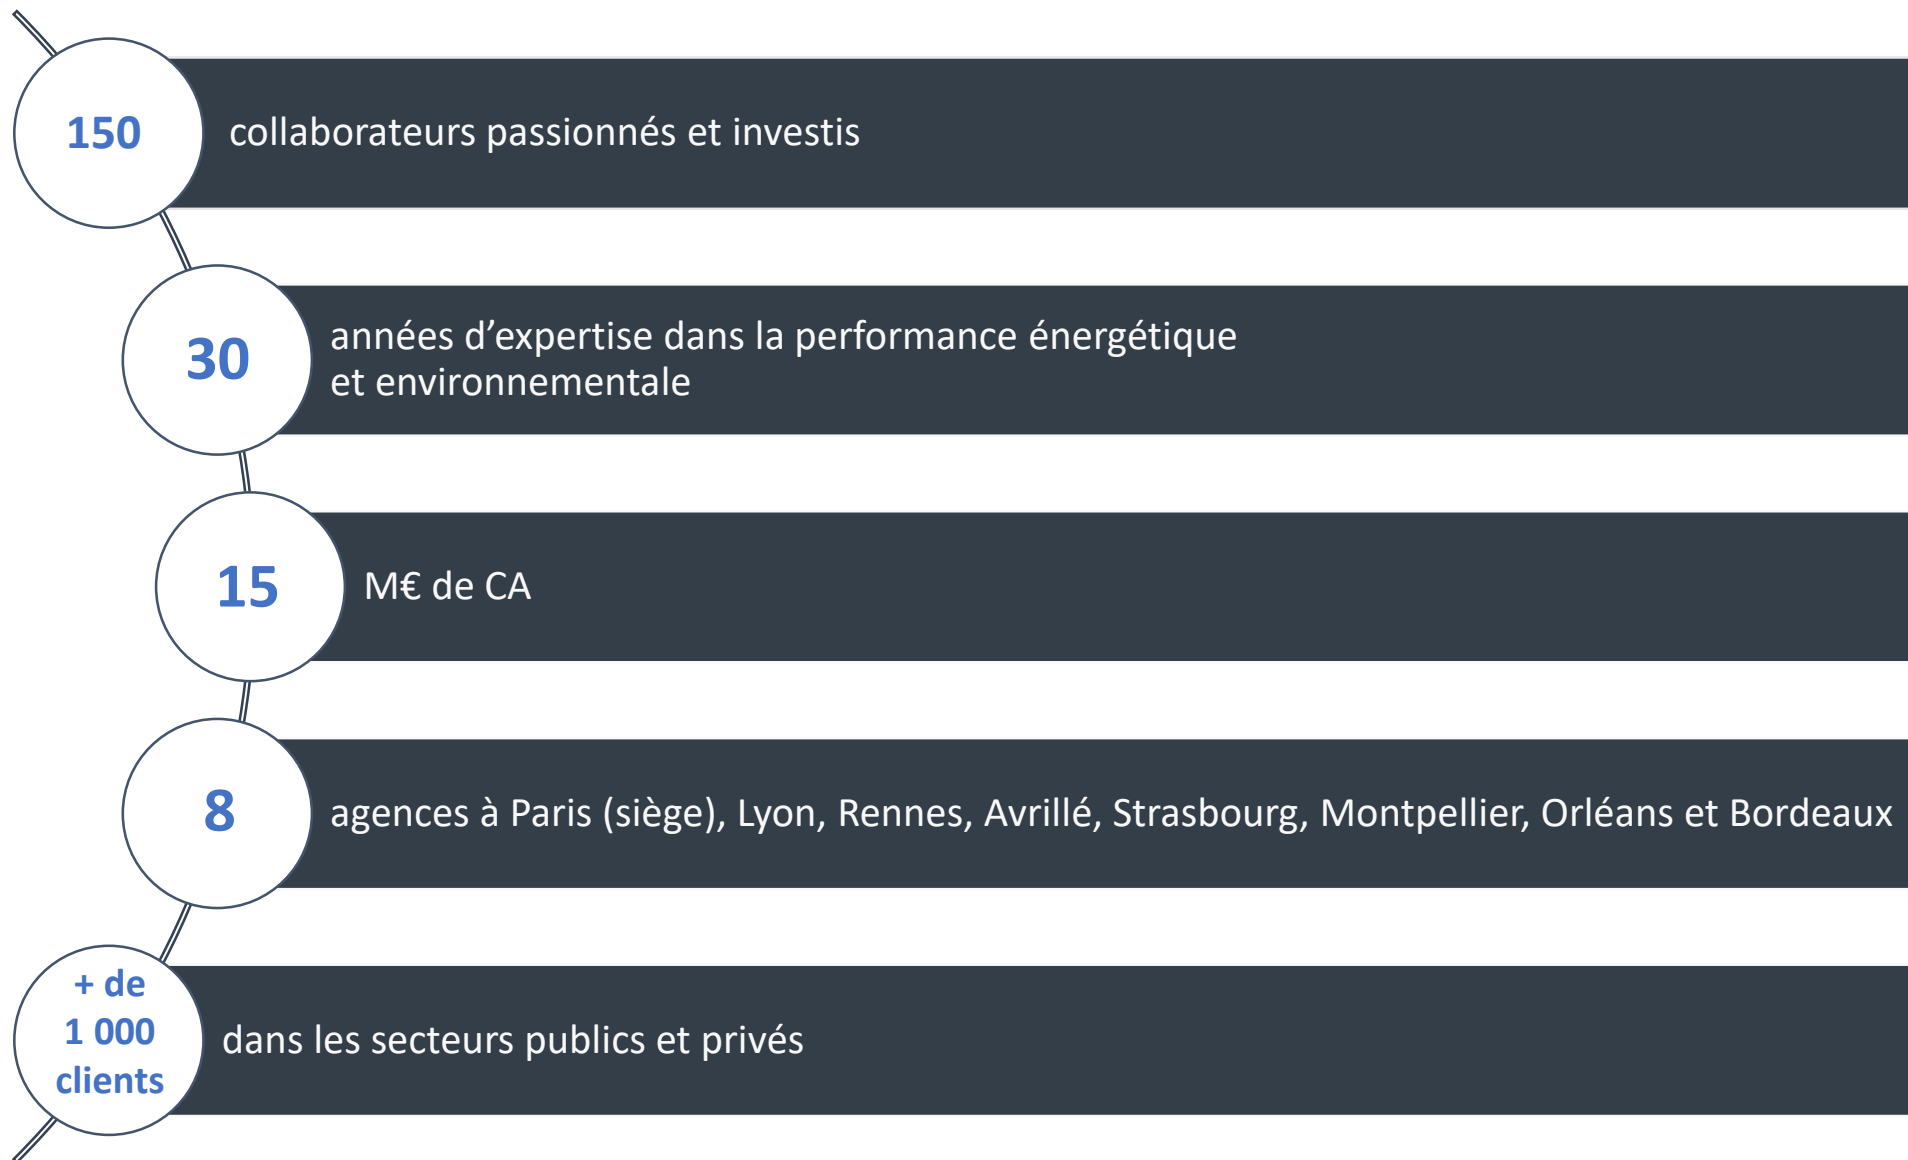 150
collaborateurs passionnés et investis
30
années d’expertise dans la performance énergétique
et environnementale
15
M€ de CA
8
agences à Paris (siège), Lyon, Rennes, Avrillé, Strasbourg, Montpellier, Orléans et Bordeaux
+ de
1 000
clients
dans les secteurs publics et privés